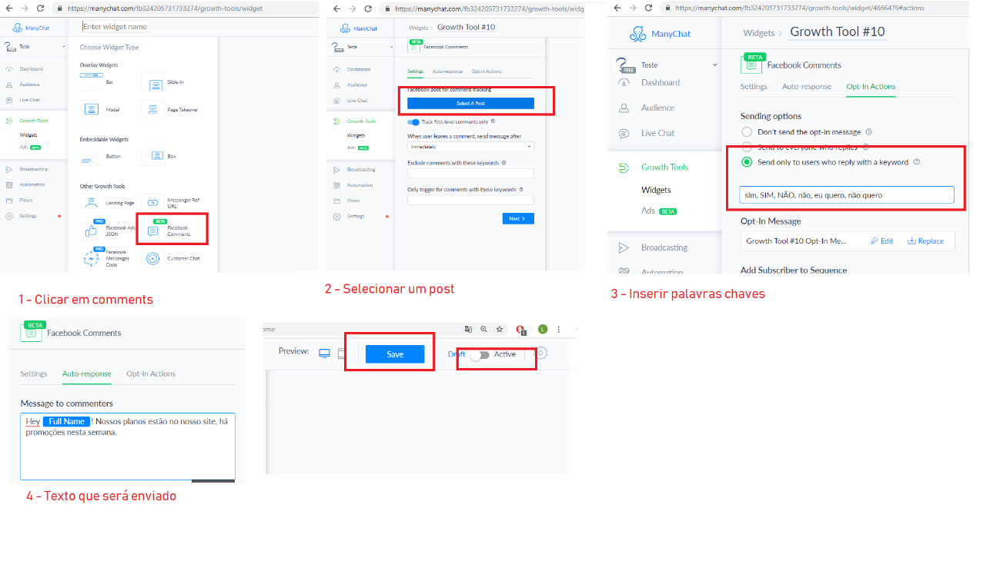 https://manychat.com/fb324205731733274/growth-tools/widget
ManyChat
Enter widget name
Teste
Choose Widget Type
Dashboard
Audience
Live Chat
Growth Tools
Widgets
Ads BETA
Broadcasting
Automation
Flows
Settings
Overlay Widgets
Bar
Slide-In
Modal
Page Takeover
Embeddable Widgets
Button
Box
Other Growth Tools
Landing Page
Messenger Ref
URL
PRO
Facebook Ads
JSON
BETA
Facebook
Comments
PRO
Facebook
Messenger
Code
Customer Chat
1 - Clicar em comments
https://manychat.com/fb324205731733274/growth-tools/widg
ManyChat
Widgets › Growth Tool #10
Teste
FREE
BETA
Facebook Comments
Dashboard
Audience
Live Chat
Growth Tools
Widgets
Ads BETA
Broadcasting
Automation
Flows
Settings
Settings Auto-response Opt-In Actions
Facebook post for comment tracking
Select A Post
Track first-level comments only
When user leaves a comment, send message after
Immediately
Exclude comments with these keywords
Only trigger for comments with these keywords
Next
2 - Selecionar um post
https://manychat.com/fb324205731733274/growth-tools/widget/4666476#actions
ManyChat
Widgets › Growth Tool #10
Teste
FREE
BETA
Facebook Comments
Dashboard
Audience
Live Chat
Growth Tools
Widgets
Ads BETA
Broadcasting
Automation
Settings Auto-response Opt-In Actions
Sending options
Don't send the opt-in message
Send to everyone who replies
Send only to users who reply with a keyword
sim, SIM, NÃO, não, eu quero, não quero
Opt-In Message
Growth Tool #10 Opt-In Me... Edit Replace
Add Subscriber to Sequence
3 - Inserir palavras chaves
BETA
Facebook Comments
Settings Auto-response Opt-In Actions
Message to commenters
Hey Full Name ! Nossos planos estão no nosso site, há
promoções nesta semana.
4 - Texto que será enviado
ome
1
L
Preview:
Save
Draft Active